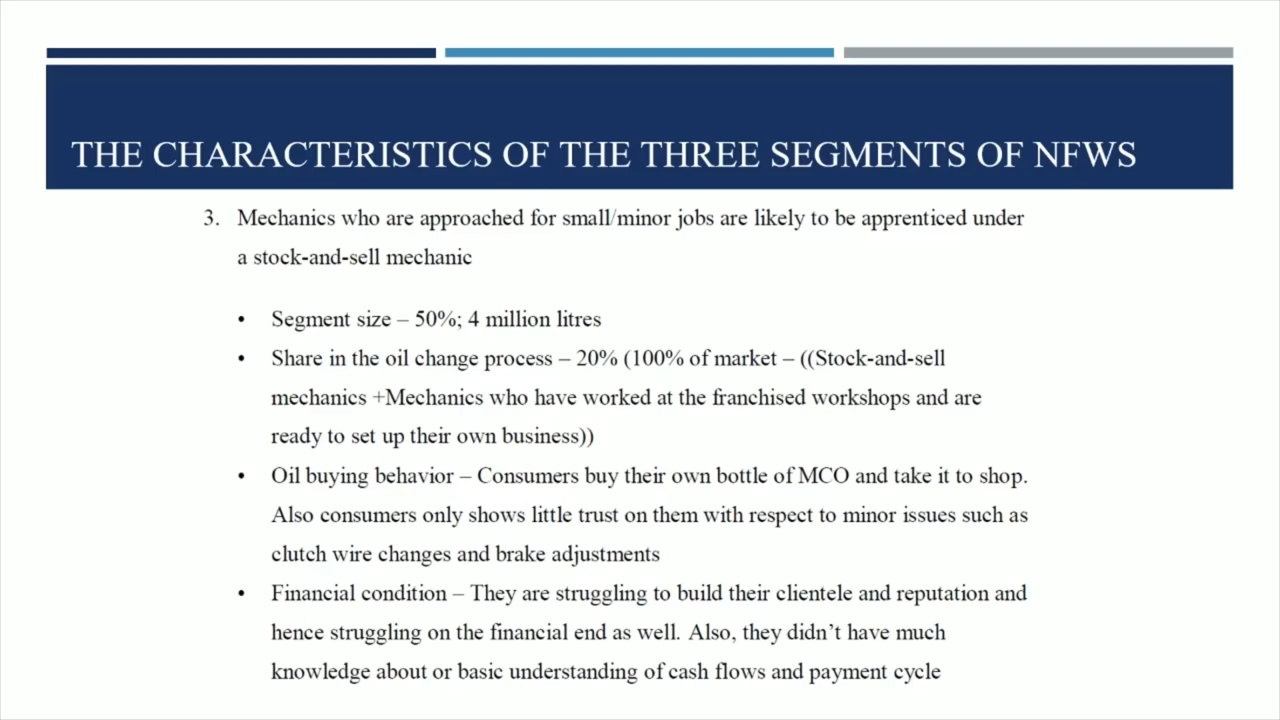 THE CHARACTERISTICS OF THE THREE SEGMENTS OF NFWS
3. Mechanics who are approached for small/minor jobs are likely to be apprenticed under
a stock-and-sell mechanic
• Segment size – 50%; 4 million litres
• Share in the oil change process – 20% (100% of market – ((Stock-and-sell
mechanics +Mechanics who have worked at the franchised workshops and are
ready to set up their own business))
• Oil buying behavior – Consumers buy their own bottle of MCO and take it to shop.
Also consumers only shows little trust on them with respect to minor issues such as
clutch wire changes and brake adjustments
• Financial condition – They are struggling to build their clientele and reputation and
hence struggling on the financial end as well. Also, they didn’t have much
knowledge about or basic understanding of cash flows and payment cycle